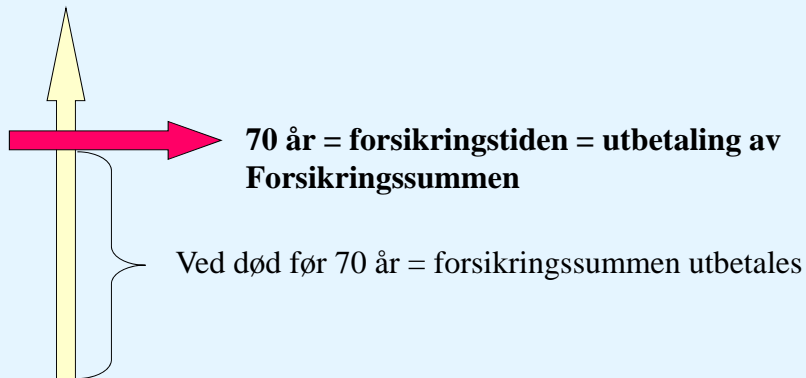 70 år = forsikringstiden = utbetaling av
Forsikringssummen
Ved død før 70 år = forsikringssummen utbetales